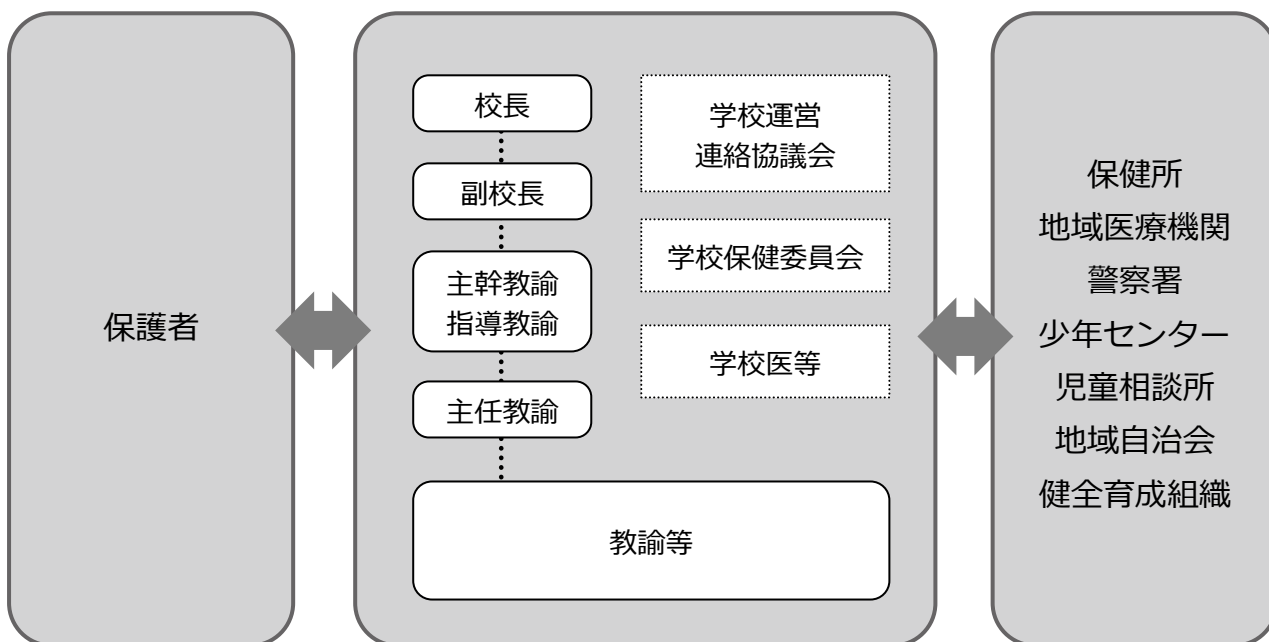 保護者
校長
副校長
主幹教諭
指導教諭
主任教諭
教諭等
学校運営
連絡協議会
学校保健委員会
学校医等
保健所
地域医療機関
警察署
少年センター
児童相談所
地域自治会
健全育成組織